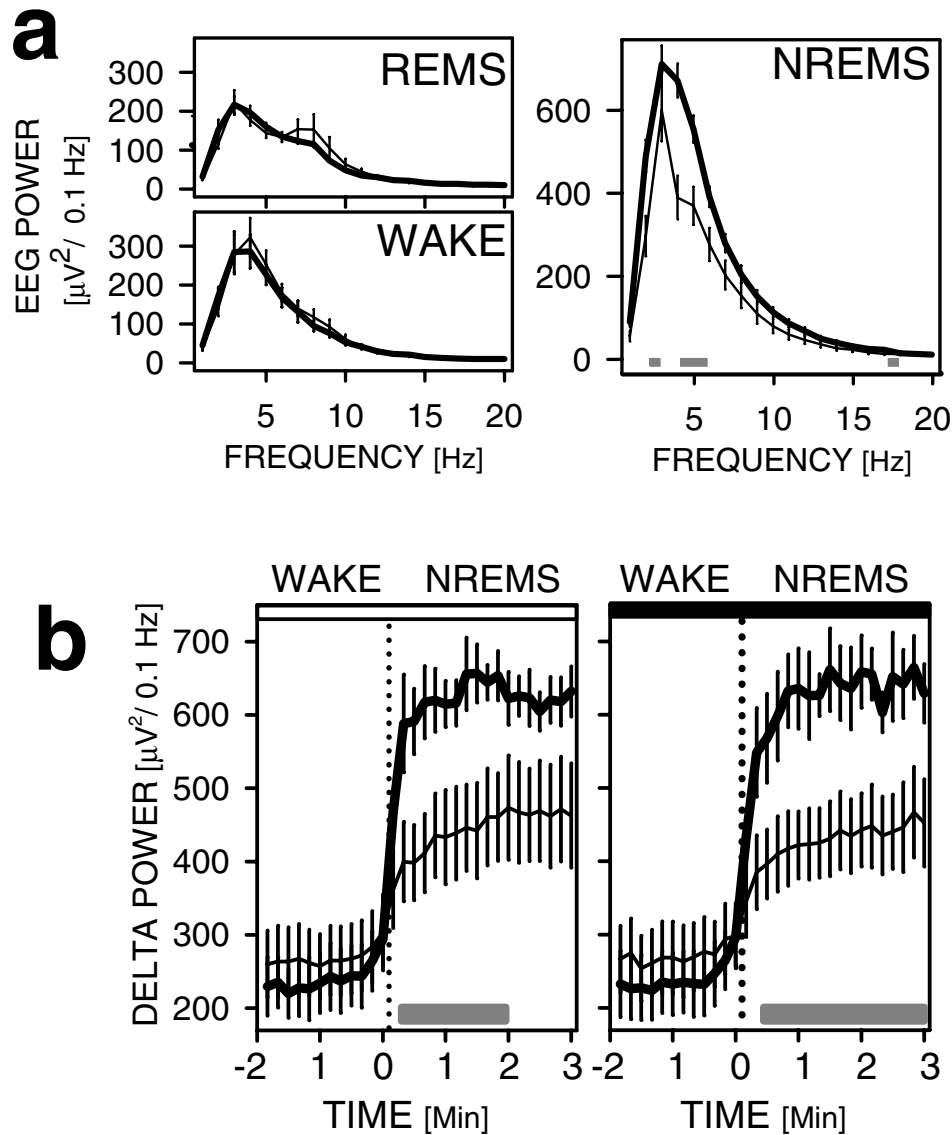 a
REMS
300
200
100
0
WAKE
300
200
100
0
EEG POWER
[μV²/ 0.1 Hz]
5 10 15 20
FREQUENCY [Hz]
NREMS
600
400
200
0
5 10 15 20
FREQUENCY [Hz]
b
WAKE NREMS
DELTA POWER [μV²/ 0.1 Hz]
700
600
500
400
300
200
-2 1 0 1 2 3
TIME [Min]
WAKE NREMS
-2 1 0 1 2 3
TIME [Min]